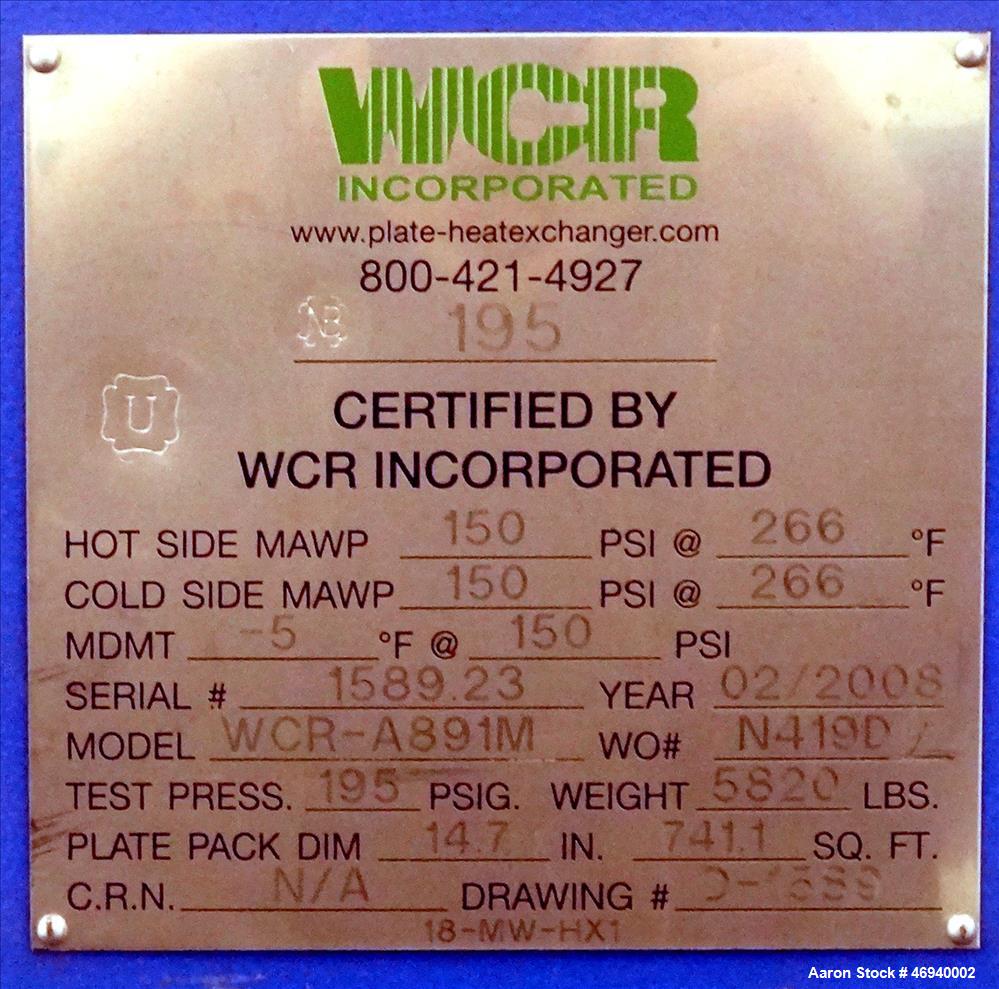 WCR
INCORPORATED
www.plate-heatexchanger.com
800-421-4927
NB 195
U
CERTIFIED BY
WCR INCORPORATED
HOT SIDE MAWP 150 PSI @ 266 °F
COLD SIDE MAWP 150 PSI @ 266 °F
MDMT -5 °F @ 150 PSI
SERIAL # 1589.23 YEAR 02/2008
MODEL WCR-A891M WO# N419D
TEST PRESS. 195 PSIG. WEIGHT 5820 LBS.
PLATE PACK DIM 14.7 IN. 741.1 SQ. FT.
C.R.N. N/A DRAWING #
18-MW-HX1
Aaron Stock # 46940002